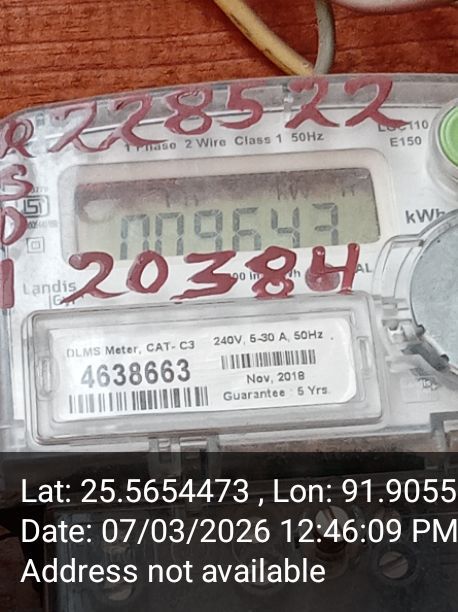 228522
1 Phase 2 Wire Class 1 50Hz
E150
009643
kWh
20384
Landis
DLMS Meter, CAT- C3
240V, 5-30 A, 50Hz
4638663
Nov, 2018
Guarantee : 5 Yrs.
Lat: 25.5654473 , Lon: 91.9055
Date: 07/03/2026 12:46:09 PM
Address not available